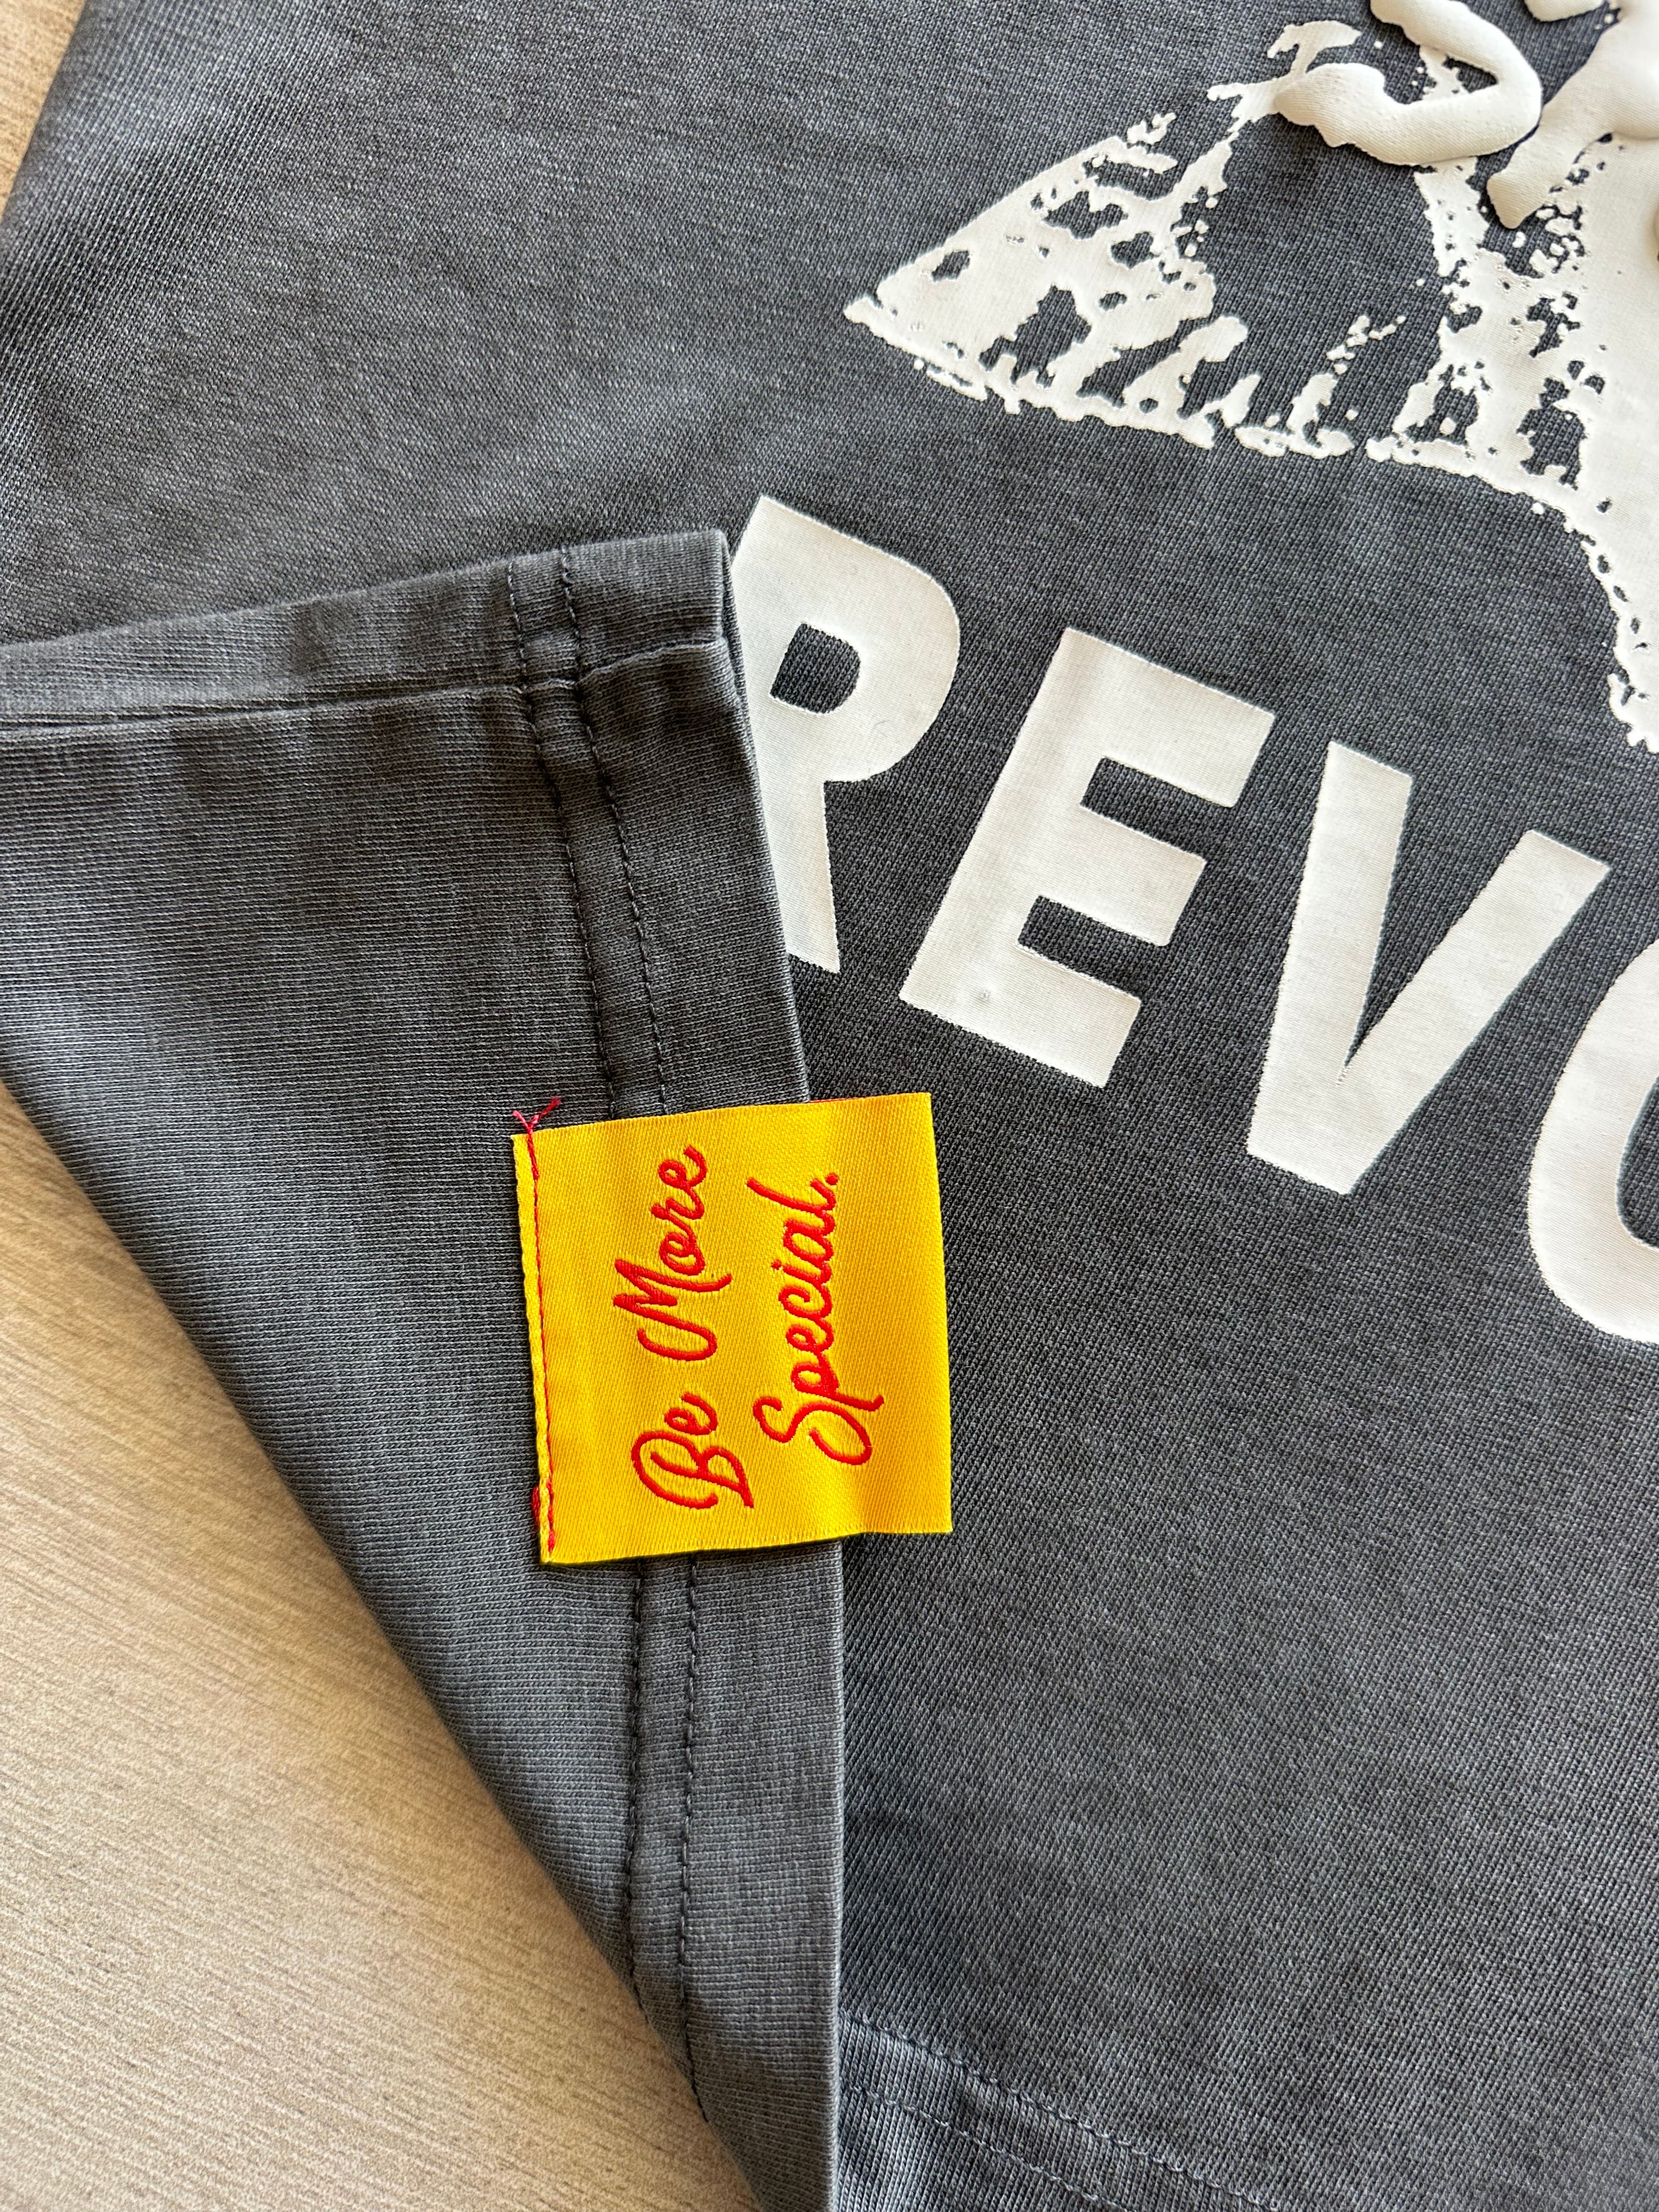 REVO
Be More
Special.